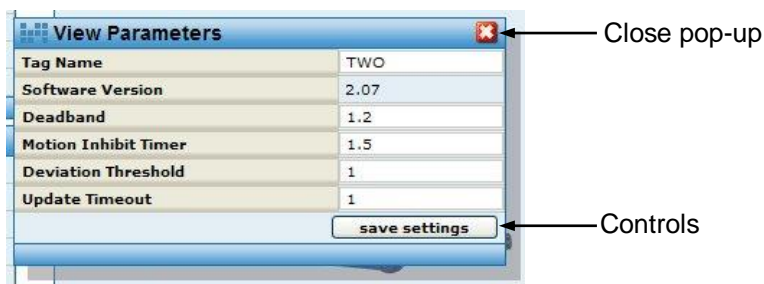 View Parameters
Close pop-up
Tag Name TWO
Software Version 2.07
Deadband 1.2
Motion Inhibit Timer 1.5
Deviation Threshold 1
Update Timeout 1
save settings
Controls